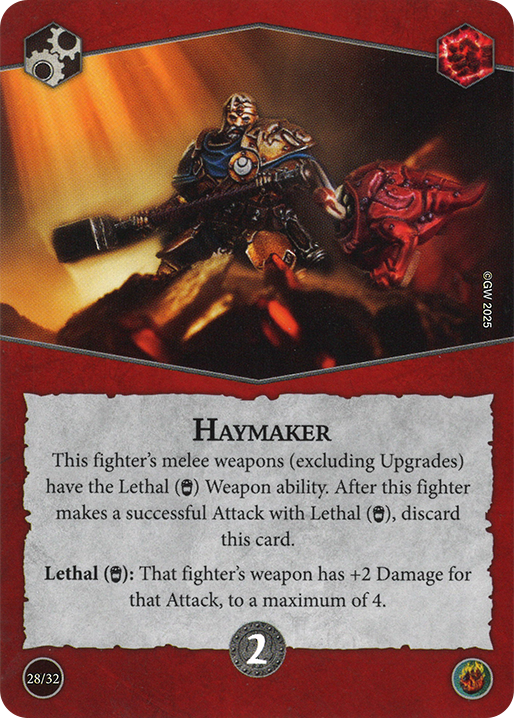 ©GW 2025
HAYMAKER
This fighter's melee weapons (excluding Upgrades)
have the Lethal () Weapon ability. After this fighter
makes a successful Attack with Lethal (), discard
this card.
Lethal (): That fighter's weapon has +2 Damage for
that Attack, to a maximum of 4.
2
28/32